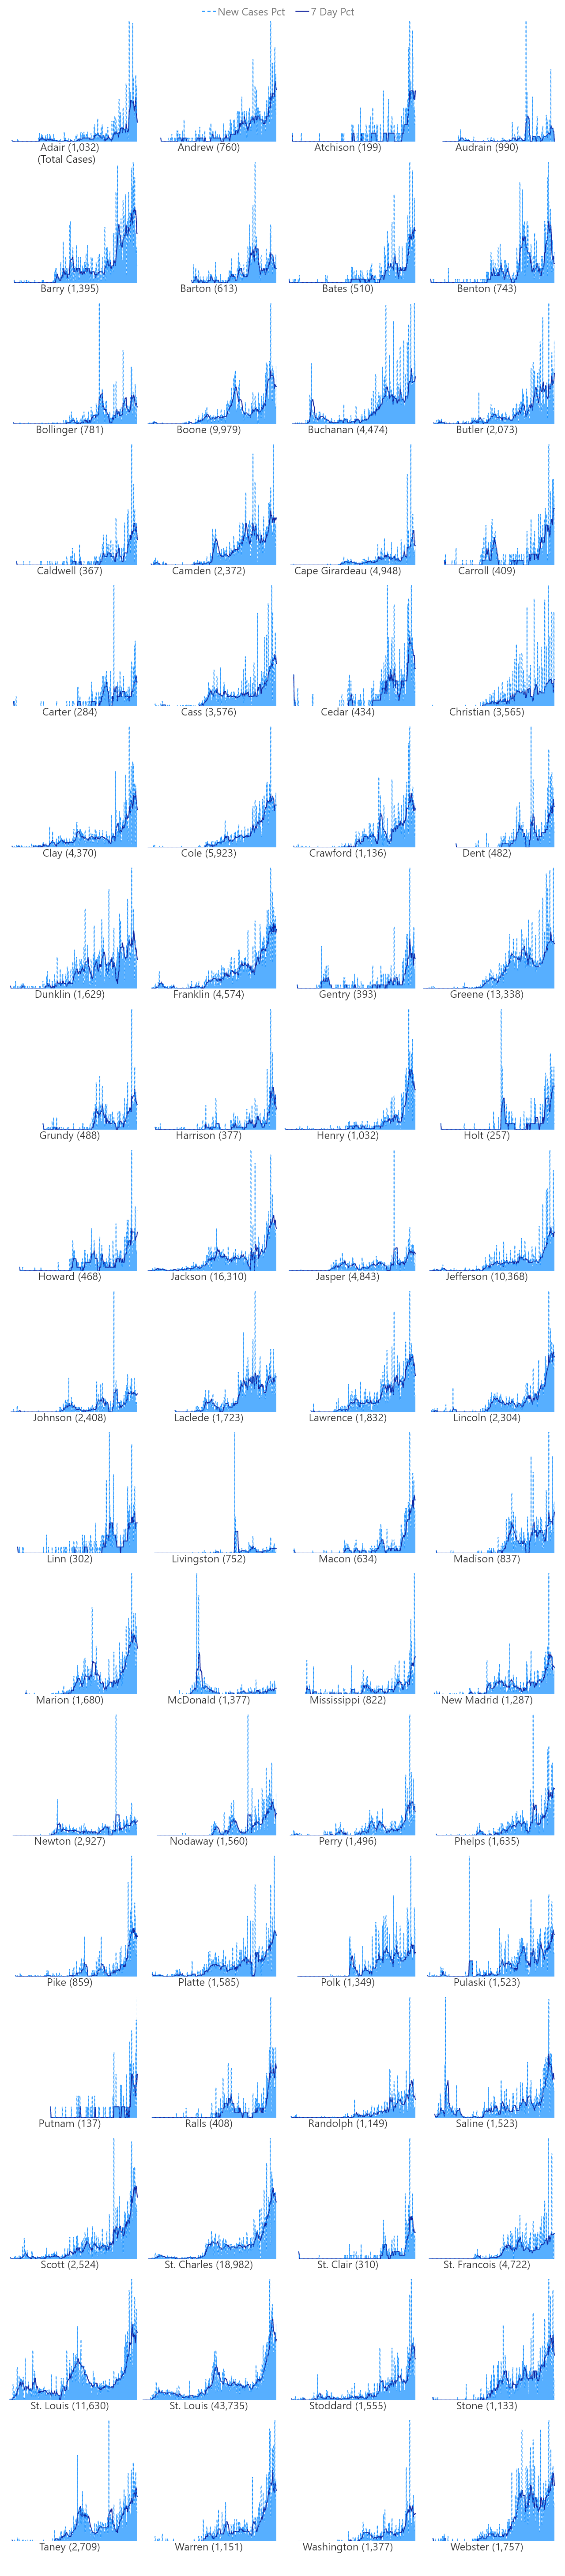 New Cases Pct 7 Day Pct
Adair (1,032) Andrew (760) Atchison (199) Audrain (990)
(Total Cases)
Barry (1,395) Barton (613) Bates (510) Benton (743)
Bollinger (781) Boone (9,979) Buchanan (4,474) Butler (2,073)
Caldwell (367) Camden (2,372) Cape Girardeau (4,948) Carroll (409)
Carter (284) Cass (3,576) Cedar (434) Christian (3,565)
Clay (4,370) Cole (5,923) Crawford (1,136) Dent (482)
Dunklin (1,629) Franklin (4,574) Gentry (393) Greene (13,338)
Grundy (488) Harrison (377) Henry (1,032) Holt (257)
Howard (468) Jackson (16,310) Jasper (4,843) Jefferson (10,368)
Johnson (2,408) Laclede (1,723) Lawrence (1,832) Lincoln (2,304)
Linn (302) Livingston (752) Macon (634) Madison (837)
Marion (1,680) McDonald (1,377) Mississippi (822) New Madrid (1,287)
Newton (2,927) Nodaway (1,560) Perry (1,496) Phelps (1,635)
Pike (859) Platte (1,585) Polk (1,349) Pulaski (1,523)
Putnam (137) Ralls (408) Randolph (1,149) Saline (1,523)
Scott (2,524) St. Charles (18,982) St. Clair (310) St. Francois (4,722)
St. Louis (11,630) St. Louis (43,735) Stoddard (1,555) Stone (1,133)
Taney (2,709) Warren (1,151) Washington (1,377) Webster (1,757)